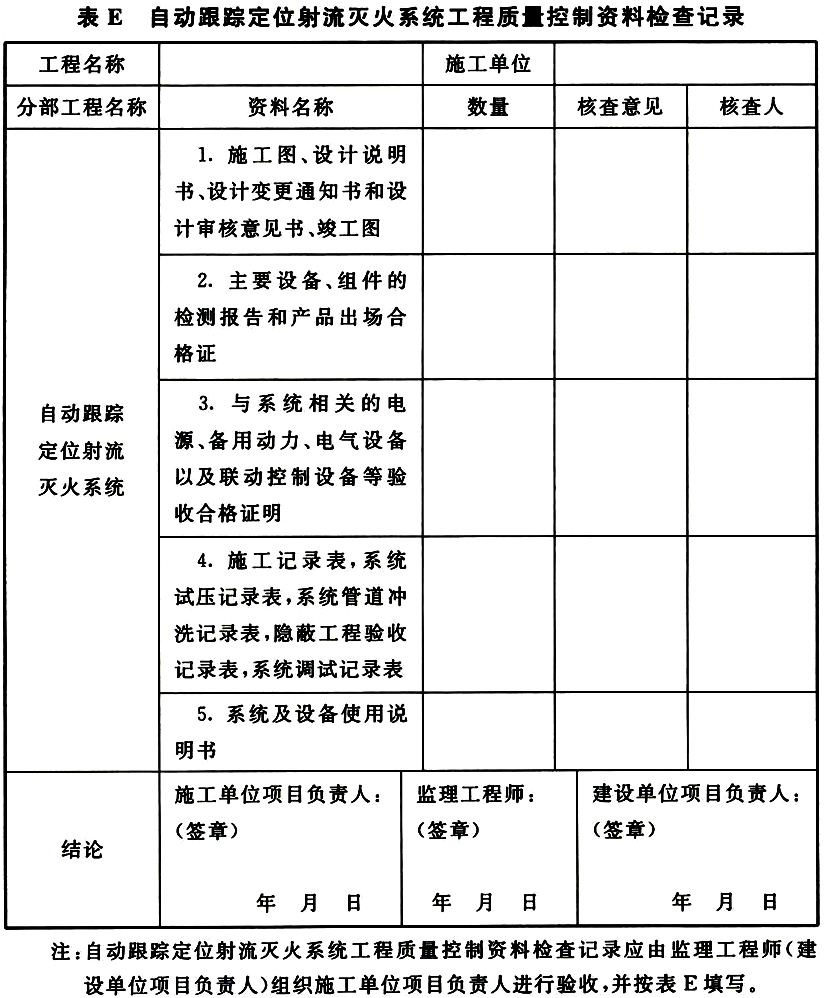 表 E 自动跟踪定位射流灭火系统工程质量控制资料检查记录
工程名称 施工单位
分部工程名称 资料名称 数量 核查意见 核查人
自动跟踪
定位射流
灭火系统
1. 施工图、设计说明
书、设计变更通知书和设
计审核意见书、竣工图
2. 主要设备、组件的
检测报告和产品出场合
格证
3. 与系统相关的电
源、备用动力、电气设备
以及联动控制设备等验
收合格证明
4. 施工记录表,系统
试压记录表,系统管道冲
洗记录表,隐蔽工程验收
记录表,系统调试记录表
5. 系统及设备使用说
明书
结论
施工单位项目负责人:
(签章)
年 月 日
监理工程师:
(签章)
年 月 日
建设单位项目负责人:
(签章)
年 月 日
注:自动跟踪定位射流灭火系统工程质量控制资料检查记录应由监理工程师(建
设单位项目负责人)组织施工单位项目负责人进行验收,并按表 E 填写。